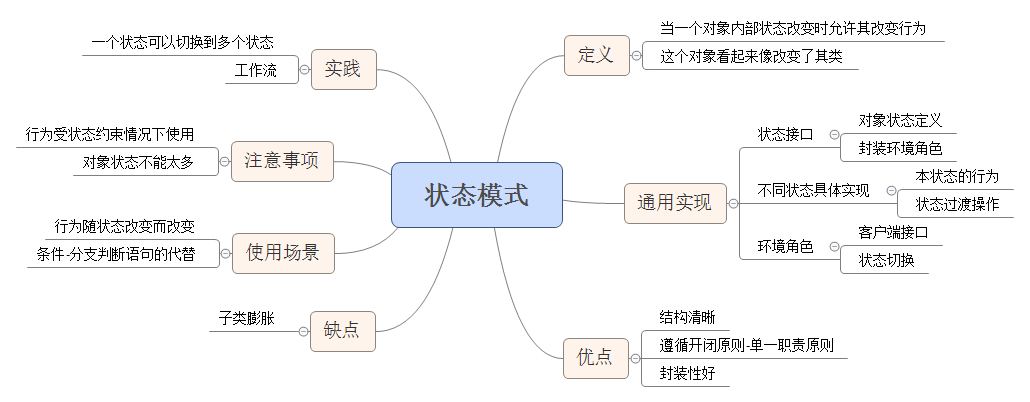 状态模式
定义
当一个对象内部状态改变时允许其改变行为
这个对象看起来像改变了其类
通用实现
状态接口
对象状态定义
封装环境角色
不同状态具体实现
本状态的行为
状态过渡操作
环境角色
客户端接口
状态切换
优点
结构清晰
遵循开闭原则-单一职责原则
封装性好
实践
一个状态可以切换到多个状态
工作流
注意事项
行为受状态约束情况下使用
对象状态不能太多
使用场景
行为随状态改变而改变
条件-分支判断语句的代替
缺点
子类膨胀